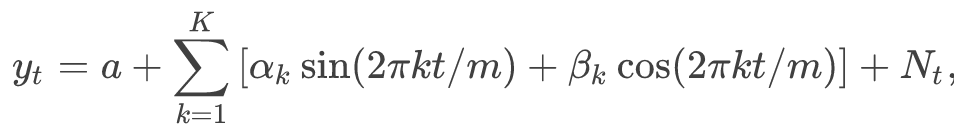 y_t = a + \sum_{k=1}^{K} [\alpha_k \sin(2\pi kt/m) + \beta_k \cos(2\pi kt/m)] + N_t,